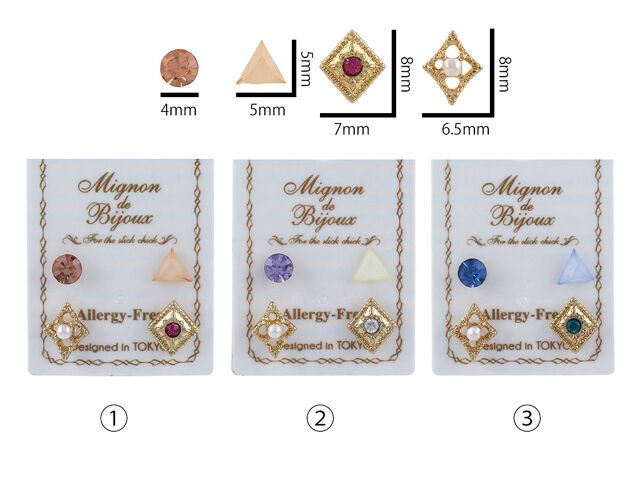 4mm
5mm
5mm
7mm
8mm
6.5mm
8mm
Mignon
de
Bijoux
For the slick chick
Allergy-Fre
Designed in TOKYO
Mignon
de
Bijoux
For the slick chick
Allergy-Fre
Designed in TOKYO
Mignon
de
Bijoux
For the slick chick
Allergy-Fre
Designed in TOKYO
①
②
③